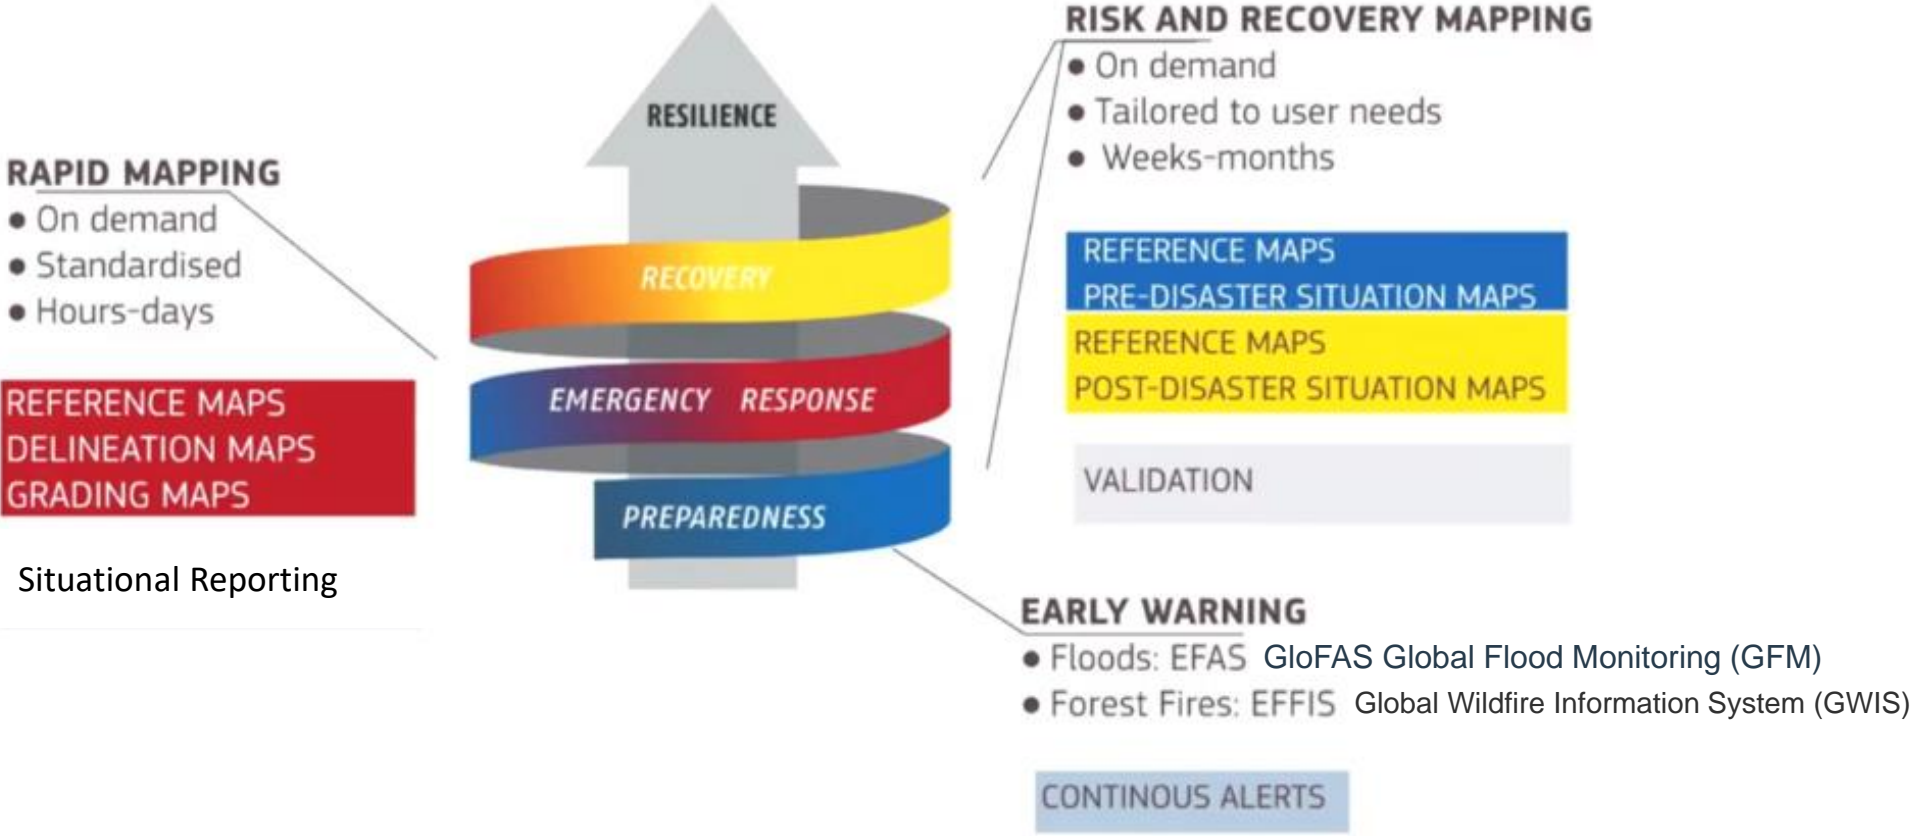 RAPID MAPPING
● On demand
● Standardised
● Hours-days
REFERENCE MAPS
DELINEATION MAPS
GRADING MAPS
Situational Reporting
RESILIENCE
RECOVERY
EMERGENCY RESPONSE
PREPAREDNESS
RISK AND RECOVERY MAPPING
● On demand
● Tailored to user needs
● Weeks-months
REFERENCE MAPS
PRE-DISASTER SITUATION MAPS
REFERENCE MAPS
POST-DISASTER SITUATION MAPS
VALIDATION
EARLY WARNING
● Floods: EFAS GloFAS Global Flood Monitoring (GFM)
● Forest Fires: EFFIS Global Wildfire Information System (GWIS)
CONTINOUS ALERTS